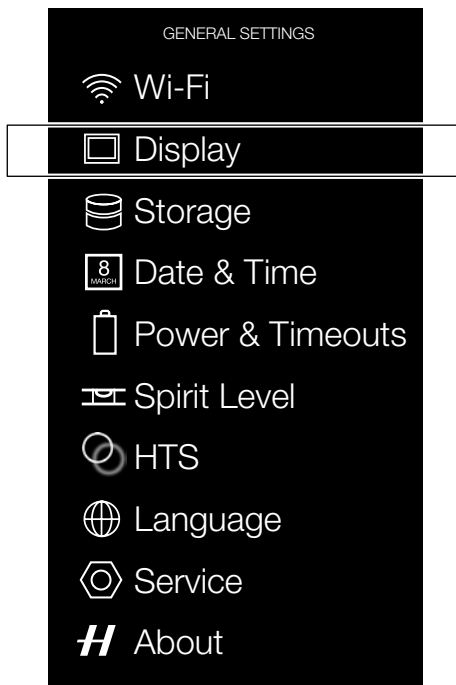 GENERAL SETTINGS
Wi-Fi
Display
Storage
8
MARCH
Date & Time
Power & Timeouts
Spirit Level
HTS
Language
Service
H About